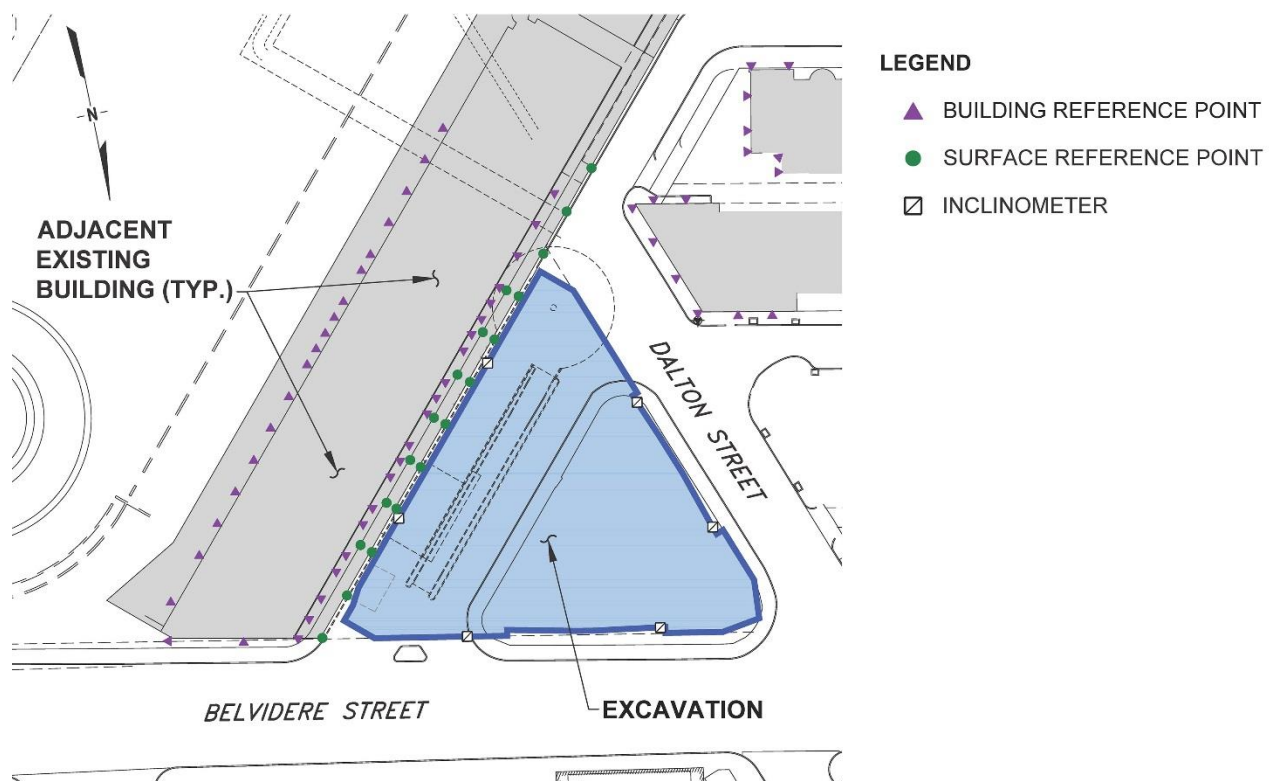 -N-
ADJACENT
EXISTING
BUILDING (TYP.)
DALTON STREET
BELVIDERE STREET
EXCAVATION
LEGEND
BUILDING REFERENCE POINT
SURFACE REFERENCE POINT
INCLINOMETER